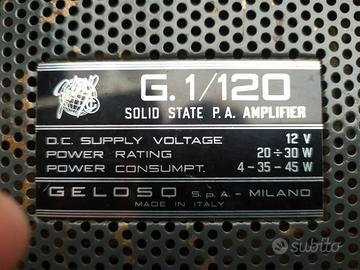 G.1/120
SOLID STATE P.A. AMPLIFIER
D.C. SUPPLY VOLTAGE 12 V
POWER RATING 20÷30 W
POWER CONSUMPT. 4-35-45 W
GELOSO S.p.A - MILANO
MADE IN ITALY
subito